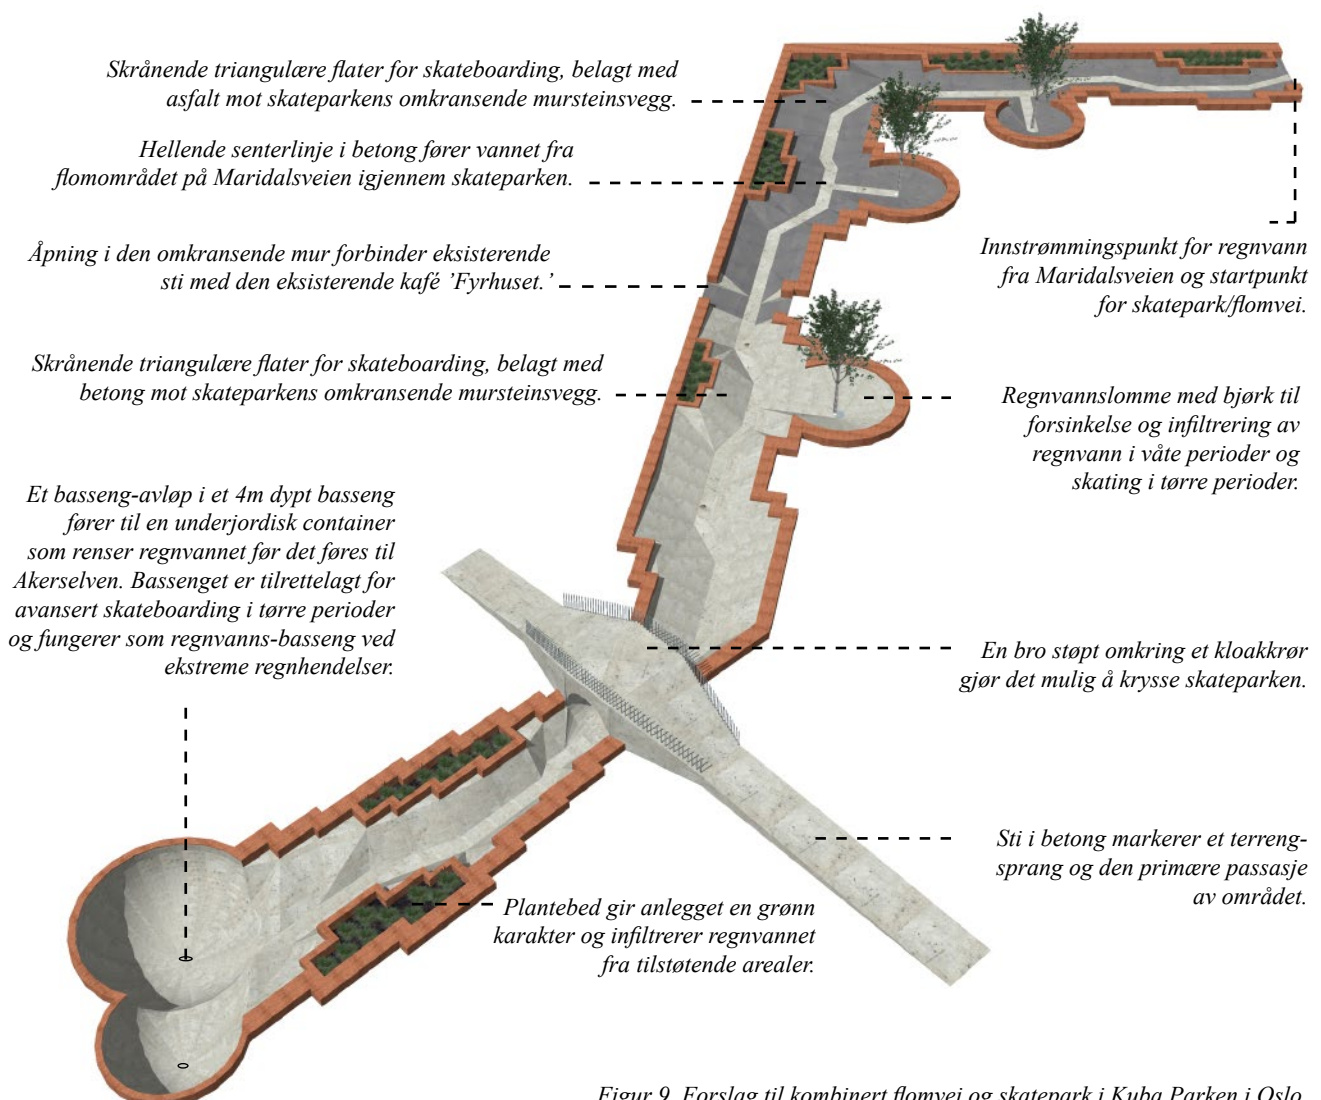 Skrånende triangulære flater for skateboarding, belagt med
asfalt mot skateparkens omkransende mursteinsvegg.
Hellende senterlinje i betong fører vannet fra
flomområdet på Maridalsveien igjennem skateparken.
Åpning i den omkransende mur forbinder eksisterende
sti med den eksisterende kafé 'Fyrhuset.'
Skrånende triangulære flater for skateboarding, belagt med
betong mot skateparkens omkransende mursteinsvegg.
Et basseng-avløp i et 4m dypt basseng
fører til en underjordisk container
som renser regnvannet før det føres til
Akerselven. Bassenget er tilrettelagt for
avansert skateboarding i tørre perioder
og fungerer som regnvanns-basseng ved
ekstreme regnhendelser.
Innstrømmingspunkt for regnvann
fra Maridalsveien og startpunkt
for skatepark/flomvei.
Regnvannslomme med bjørk til
forsinkelse og infiltrering av
regnvann i våte perioder og
skating i tørre perioder.
En bro støpt omkring et kloakkrør
gjør det mulig å krysse skateparken.
Sti i betong markerer et terreng-
sprang og den primære passasje
av området.
Plantebed gir anlegget en grønn
karakter og infiltrerer regnvannet
fra tilstøtende arealer.
Figur 9. Forslag til kombinert flomvei og skatepark i Kuba Parken i Oslo.